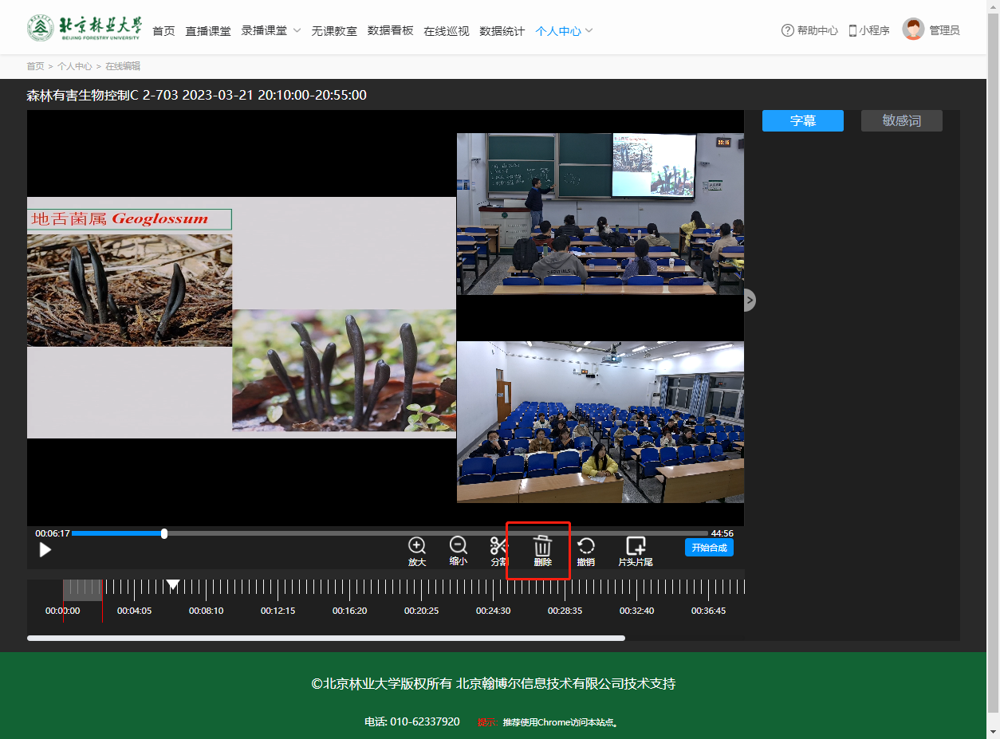 北京林业大学
BEIJING FORESTRY UNIVERSITY
首页 直播课堂 录播课堂 无课教室 数据看板 在线巡视 数据统计 个人中心
帮助中心 小程序 管理员
首页 > 个人中心 > 在线编辑
森林有害生物控制C 2-703 2023-03-21 20:10:00-20:55:00
字幕 敏感词
地舌菌属 Geoglossum
00:06:17 44:56
放大 缩小 分割 删除 撤销 片头片尾 开始合成
00:00:00 00:04:05 00:08:10 00:12:15 00:16:20 00:20:25 00:24:30 00:28:35 00:32:40 00:36:45
©北京林业大学版权所有 北京翰博尔信息技术有限公司技术支持
电话: 010-62337920 提示: 推荐使用Chrome访问本站点。